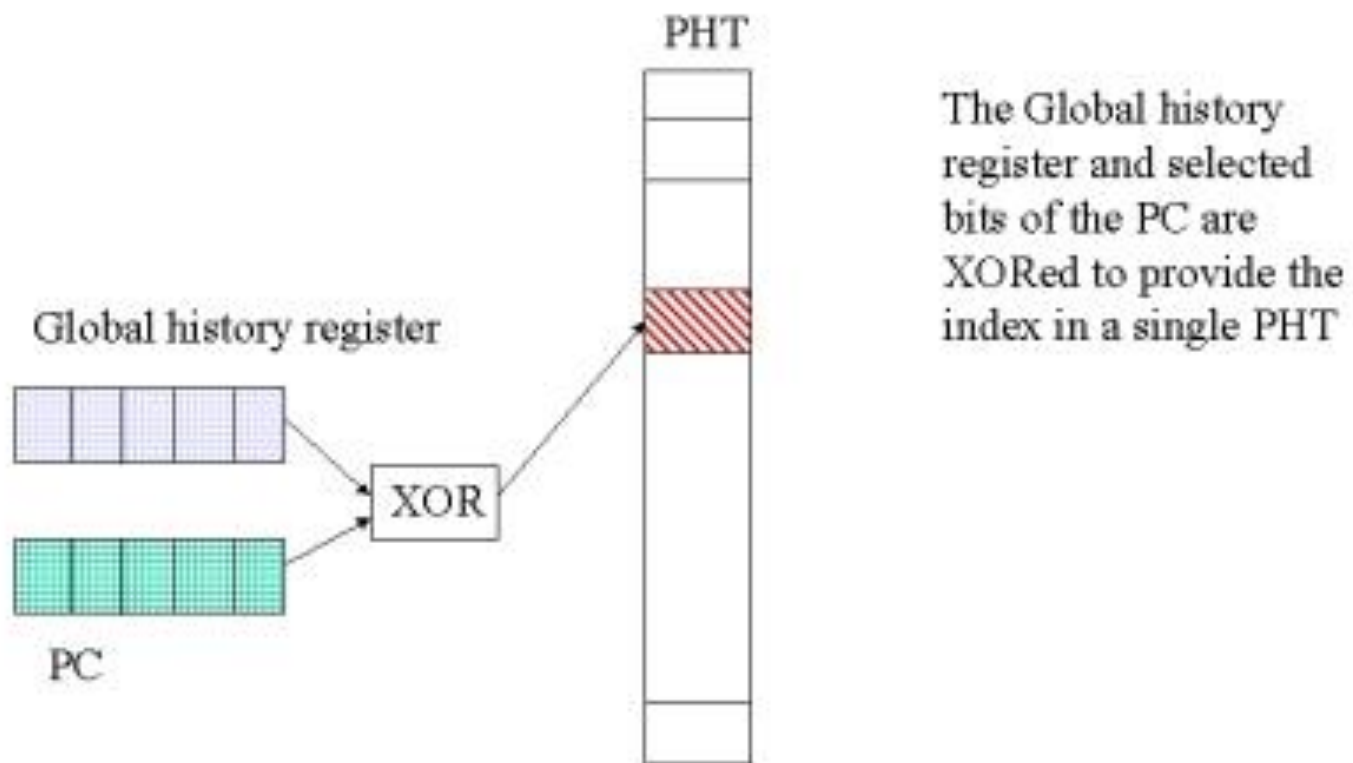 PHT
The Global history
register and selected
bits of the PC are
XORed to provide the
index in a single PHT
Global history register
XOR
PC